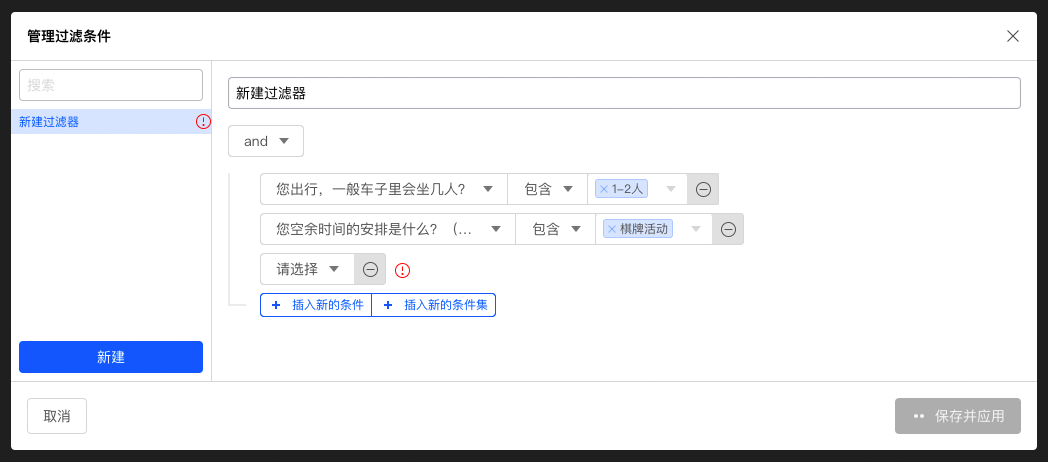 管理过滤条件
搜索
新建过滤器
新建过滤器
and
您出行，一般车子里会坐几人? 包含 1-2人
您空余时间的安排是什么? （... 包含 棋牌活动
请选择
插入新的条件 插入新的条件集
新建
取消 保存并应用